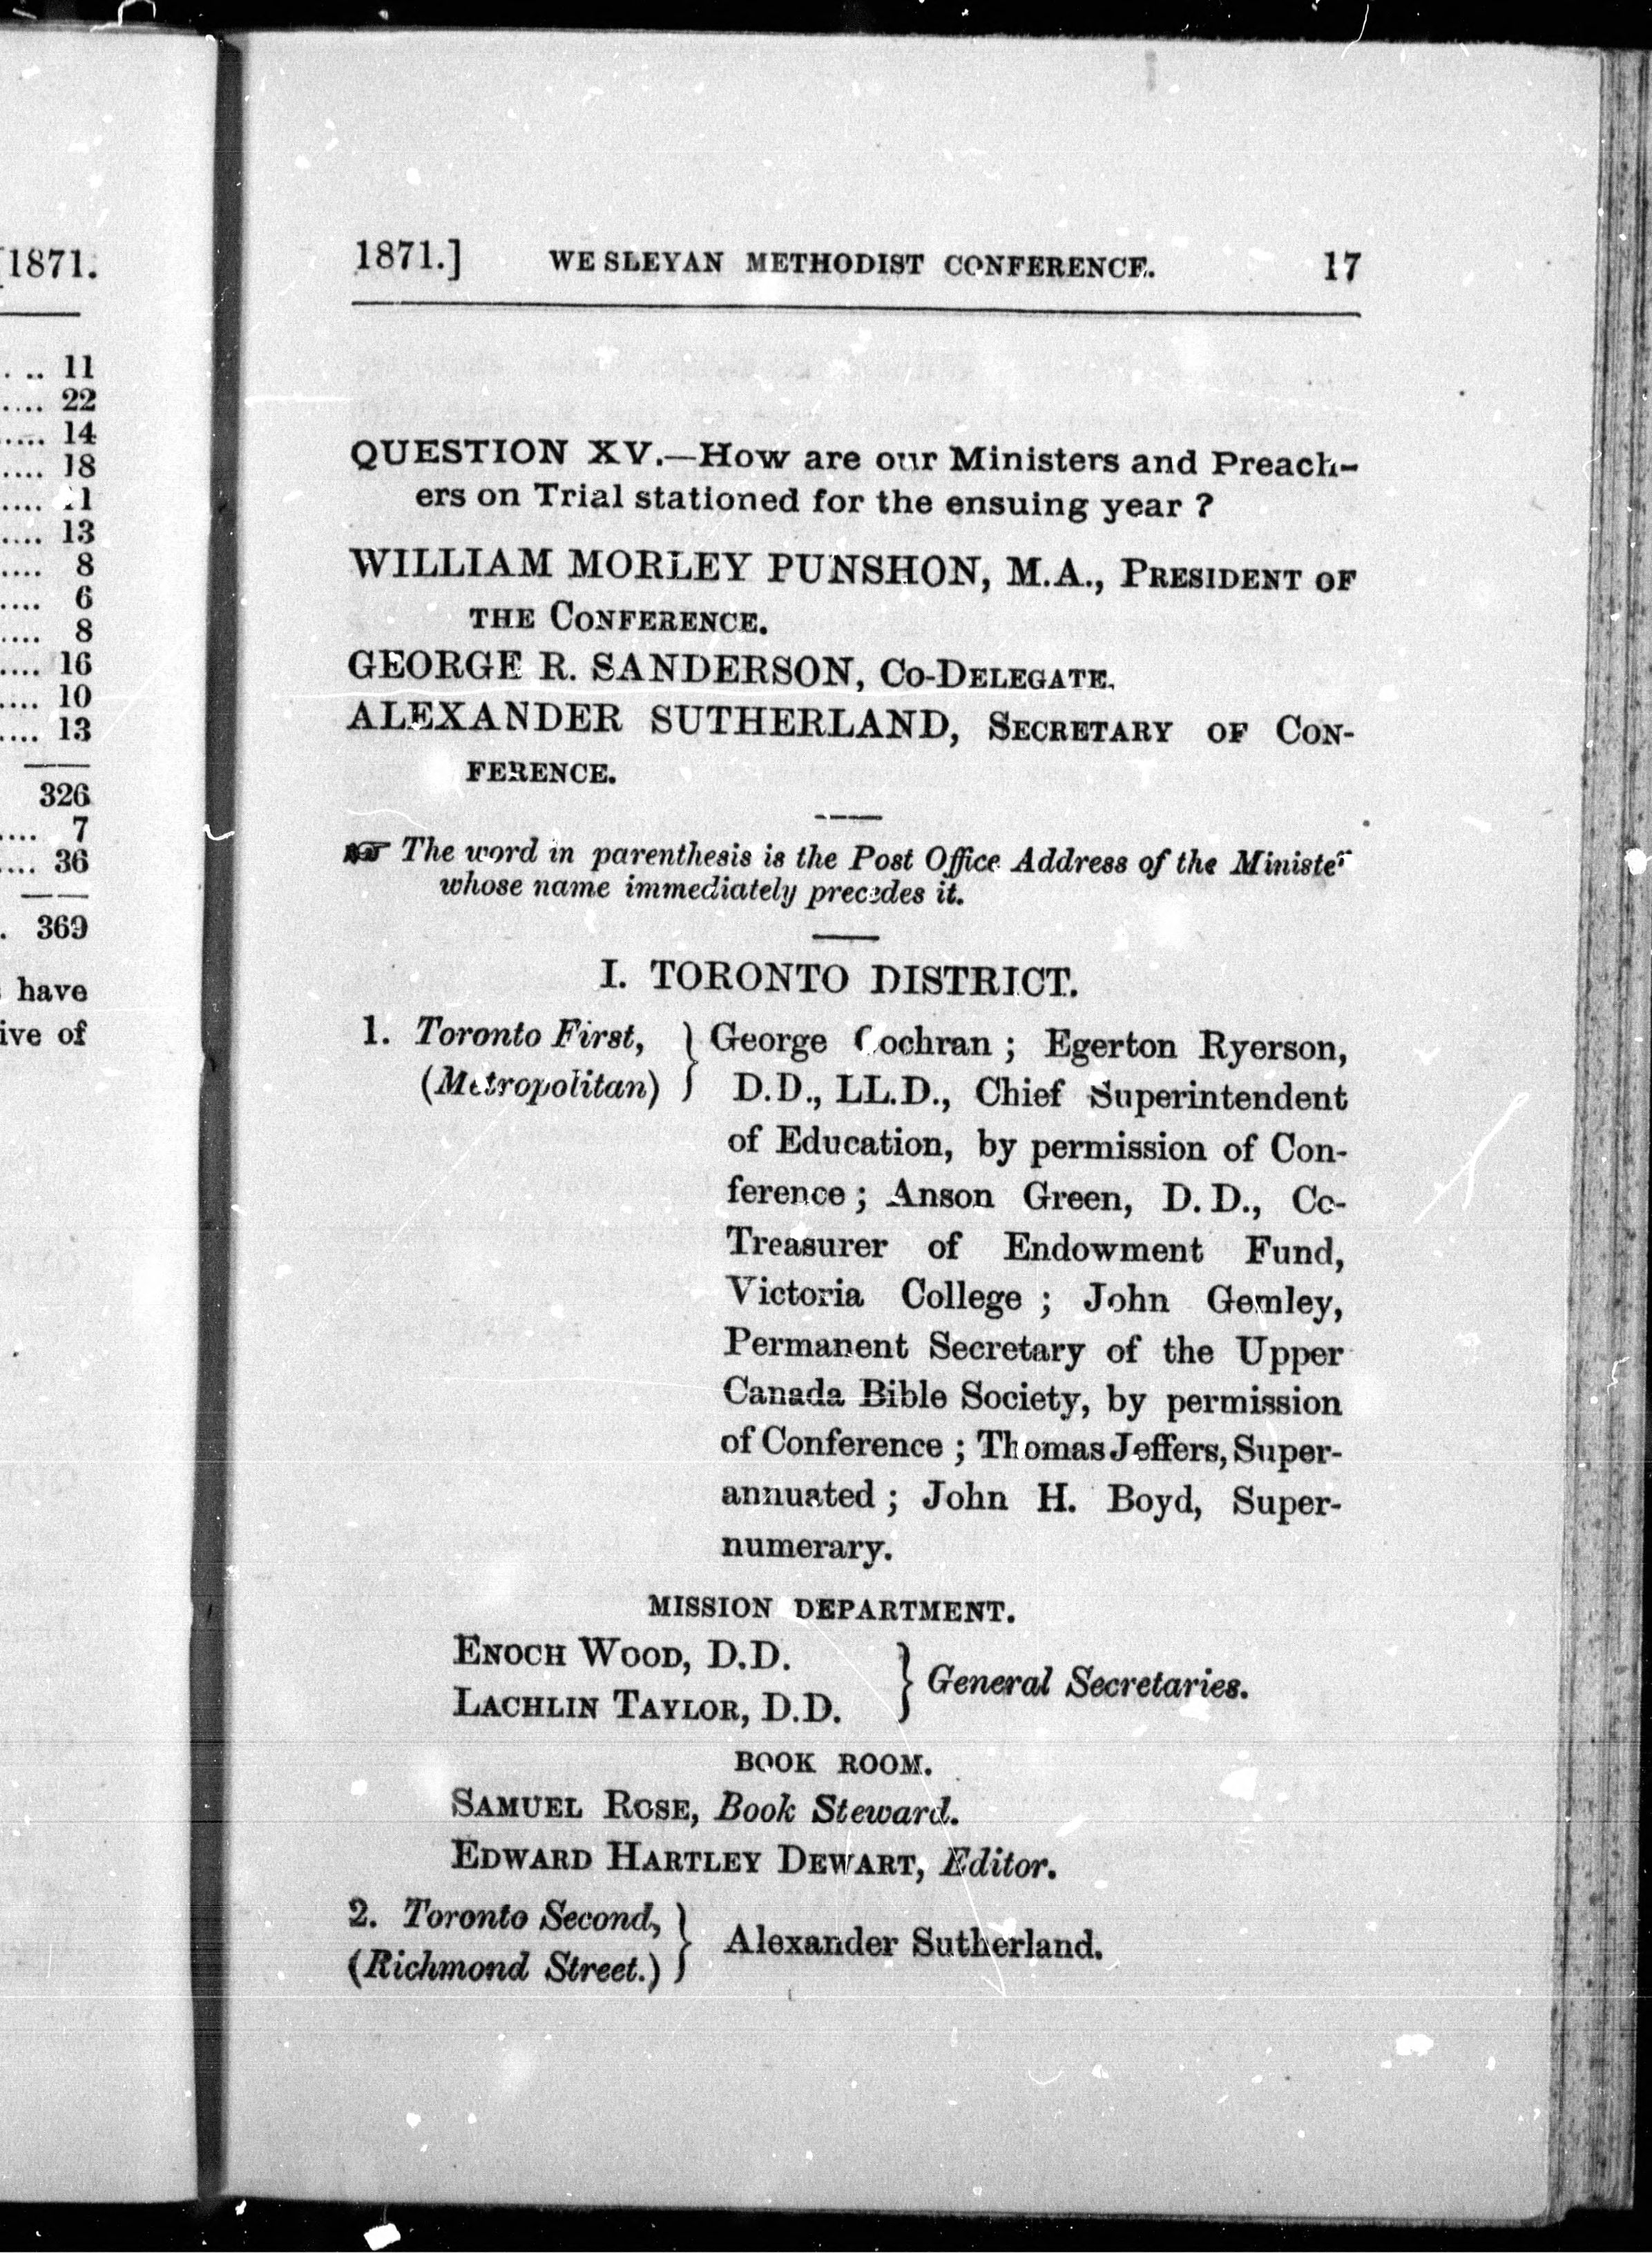 [1871.
. .. 11
.... 22
..... 14
.... 18
.... 11
.... 13
.... 8
.... 6
.... 8
.... 16
.... 10
.... 13
326
.... 7
.... 36
. 369
have
ive of
1871.] WESLEYAN METHODIST CONFERENCE. 17
QUESTION XV.—How are our Ministers and Preach-
ers on Trial stationed for the ensuing year ?
WILLIAM MORLEY PUNSHON, M.A., PRESIDENT OF
THE CONFERENCE.
GEORGE R. SANDERSON, CO-DELEGATE.
ALEXANDER SUTHERLAND, SECRETARY OF CON-
FERENCE.
☞ The word in parenthesis is the Post Office Address of the Minister
whose name immediately precedes it.
I. TORONTO DISTRICT.
1. Toronto First, } George Cochran ; Egerton Ryerson,
(Metropolitan) D.D., LL.D., Chief Superintendent
of Education, by permission of Con-
ference ; Anson Green, D. D., Co-
Treasurer of Endowment Fund,
Victoria College ; John Gemley,
Permanent Secretary of the Upper
Canada Bible Society, by permission
of Conference ; Thomas Jeffers, Super-
annuated ; John H. Boyd, Super-
numerary.
MISSION DEPARTMENT.
ENOCH WOOD, D.D.
LACHLIN TAYLOR, D.D. } General Secretaries.
BOOK ROOM.
SAMUEL ROSE, Book Steward.
EDWARD HARTLEY DEWART, Editor.
2. Toronto Second,
(Richmond Street.) } Alexander Sutherland.